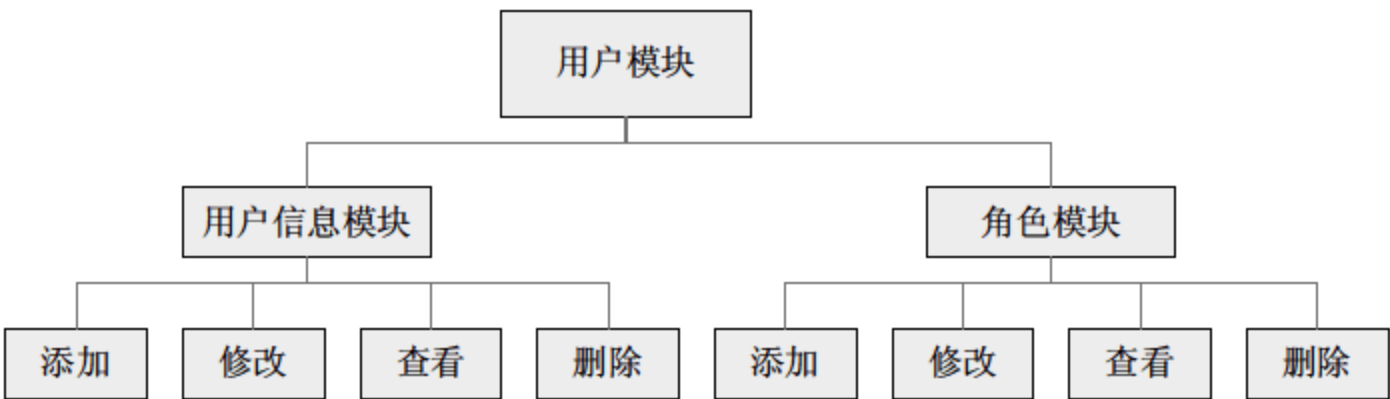 用户模块
用户信息模块
角色模块
添加
修改
查看
删除
添加
修改
查看
删除